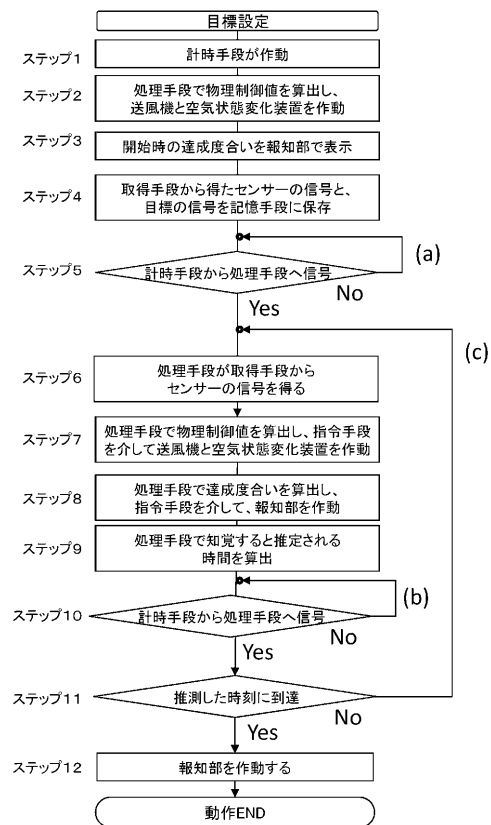 目標設定
ステップ1
計時手段が作動
ステップ2
処理手段で物理制御値を算出し、
送風機と空気状態変化装置を作動
ステップ3
開始時の達成度合いを報知部で表示
ステップ4
取得手段から得たセンサーの信号と、
目標の信号を記憶手段に保存
(a)
ステップ5
計時手段から処理手段へ信号
No
Yes
(c)
ステップ6
処理手段が取得手段から
センサーの信号を得る
ステップ7
処理手段で物理制御値を算出し、指令手段
を介して送風機と空気状態変化装置を作動
ステップ8
処理手段で達成度合いを算出し、
指令手段を介して、報知部を作動
ステップ9
処理手段で知覚すると推定される
時間を算出
(b)
ステップ10
計時手段から処理手段へ信号
No
Yes
ステップ11
推測した時刻に到達
No
Yes
ステップ12
報知部を作動する
動作END